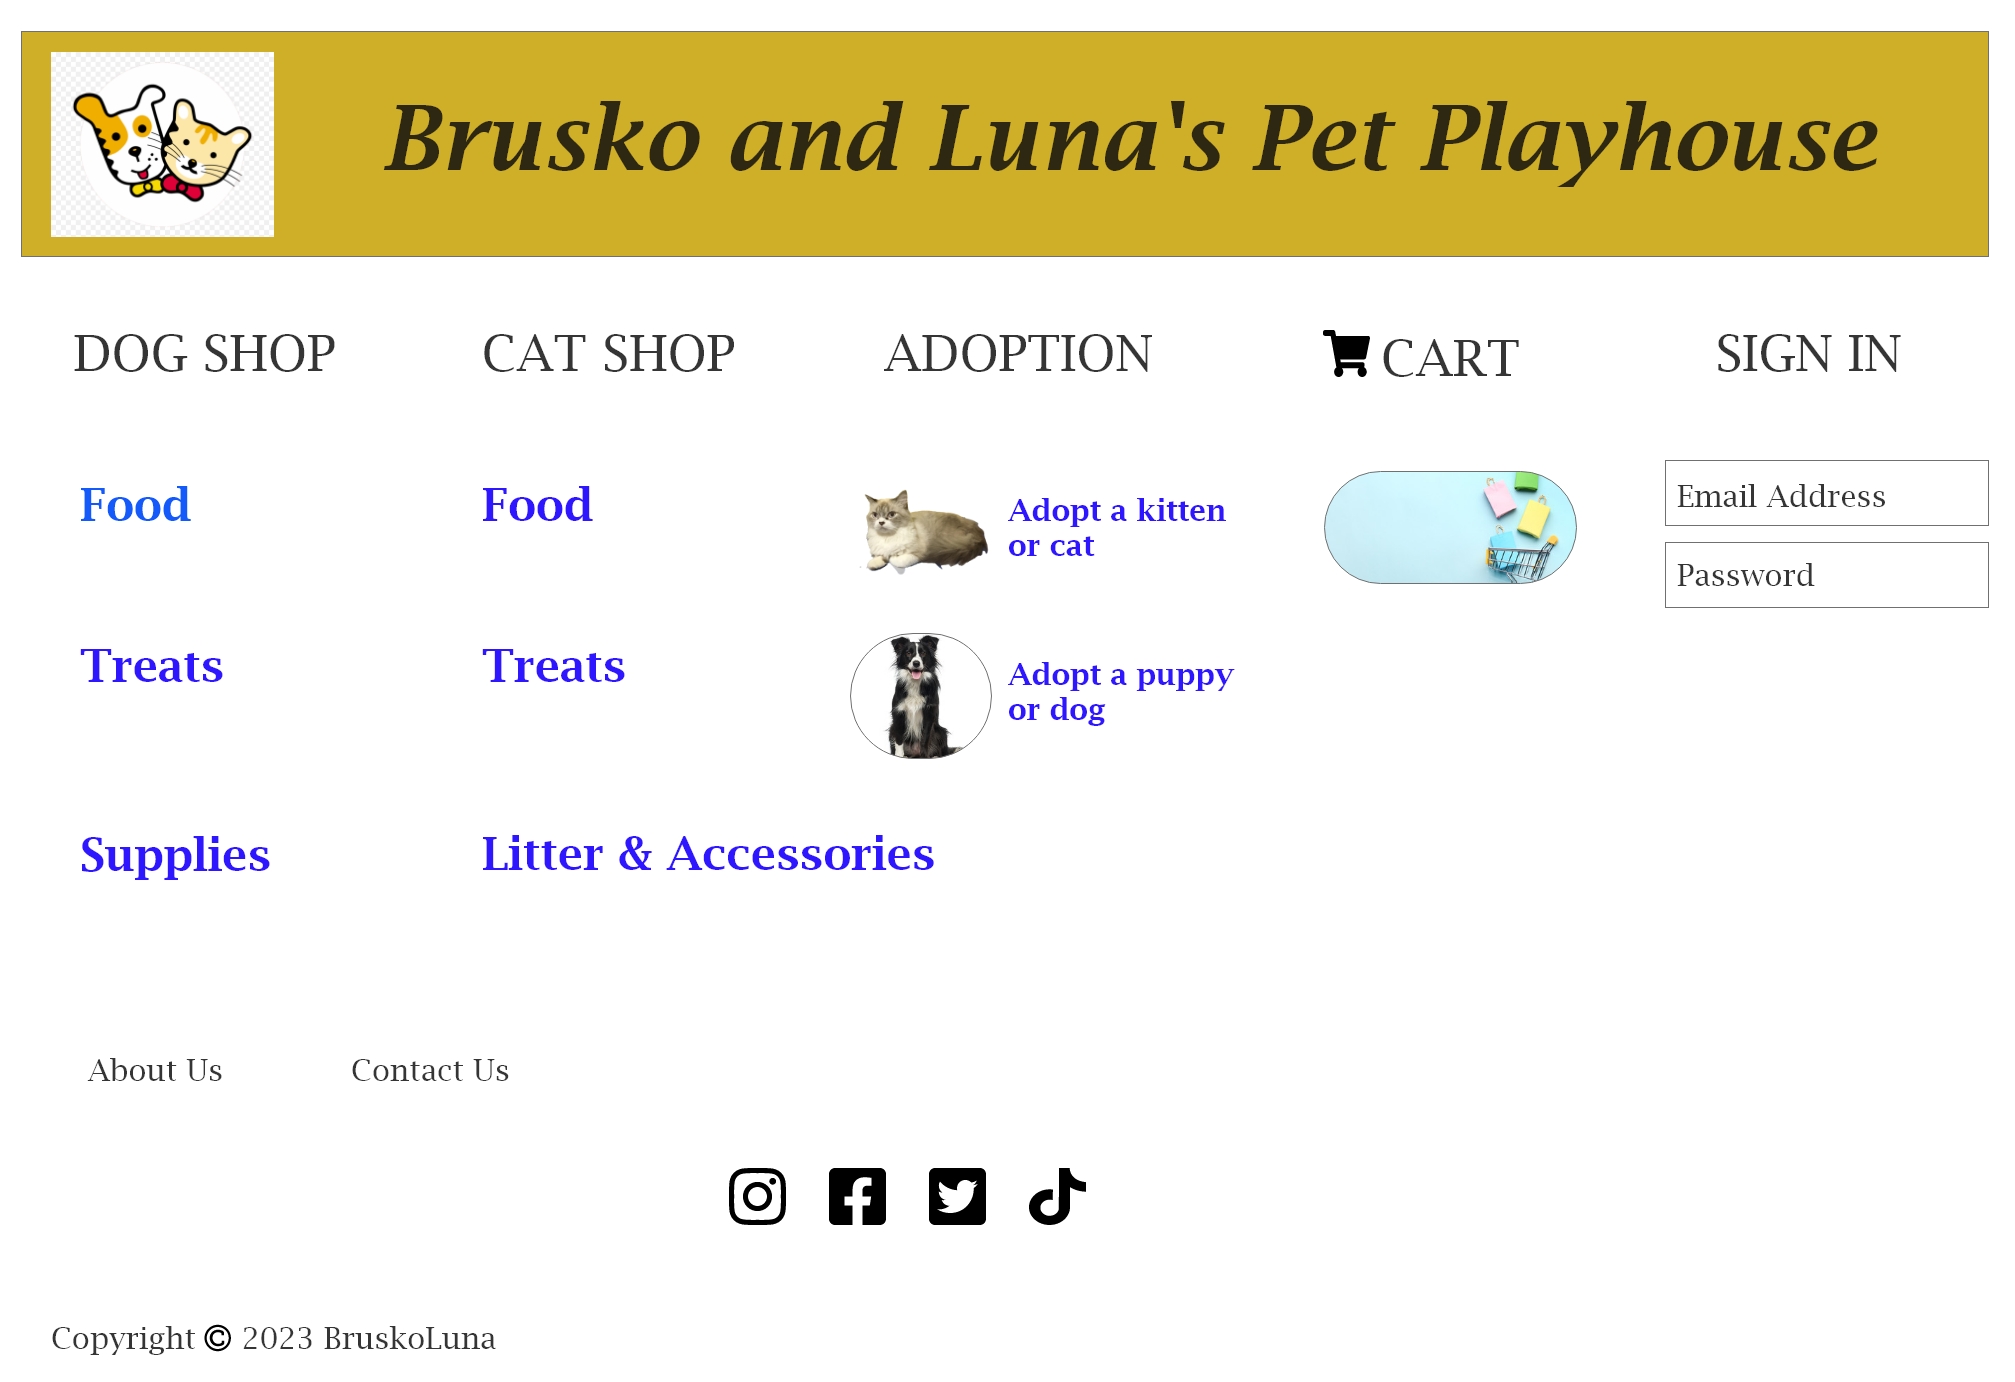 Brusko and Luna's Pet Playhouse
DOG SHOP
CAT SHOP
ADOPTION
CART
SIGN IN
Food
Food
Adopt a kitten
or cat
Email Address
Password
Treats
Treats
Adopt a puppy
or dog
Supplies
Litter & Accessories
About Us
Contact Us
Copyright © 2023 BruskoLuna